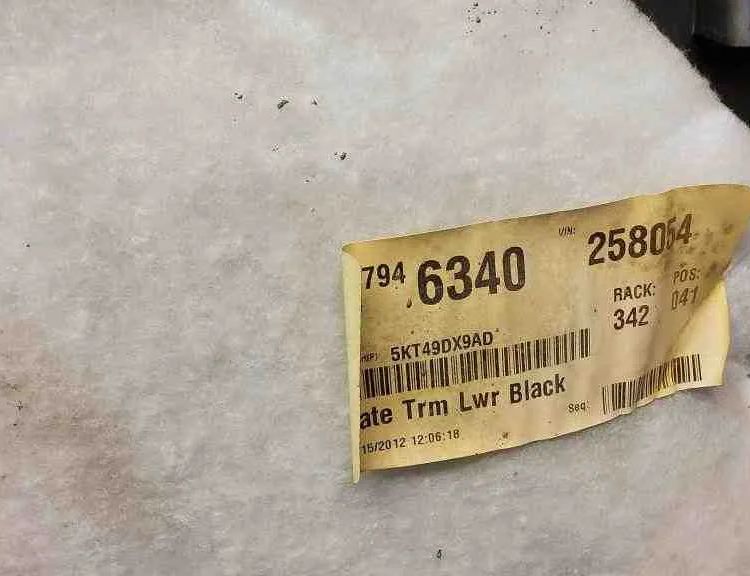 794 6340 VIN: 258054
RACK: POS:
342 041
5KT49DX9AD
ate Trm Lwr Black Seq:
15/2012 12:06:18